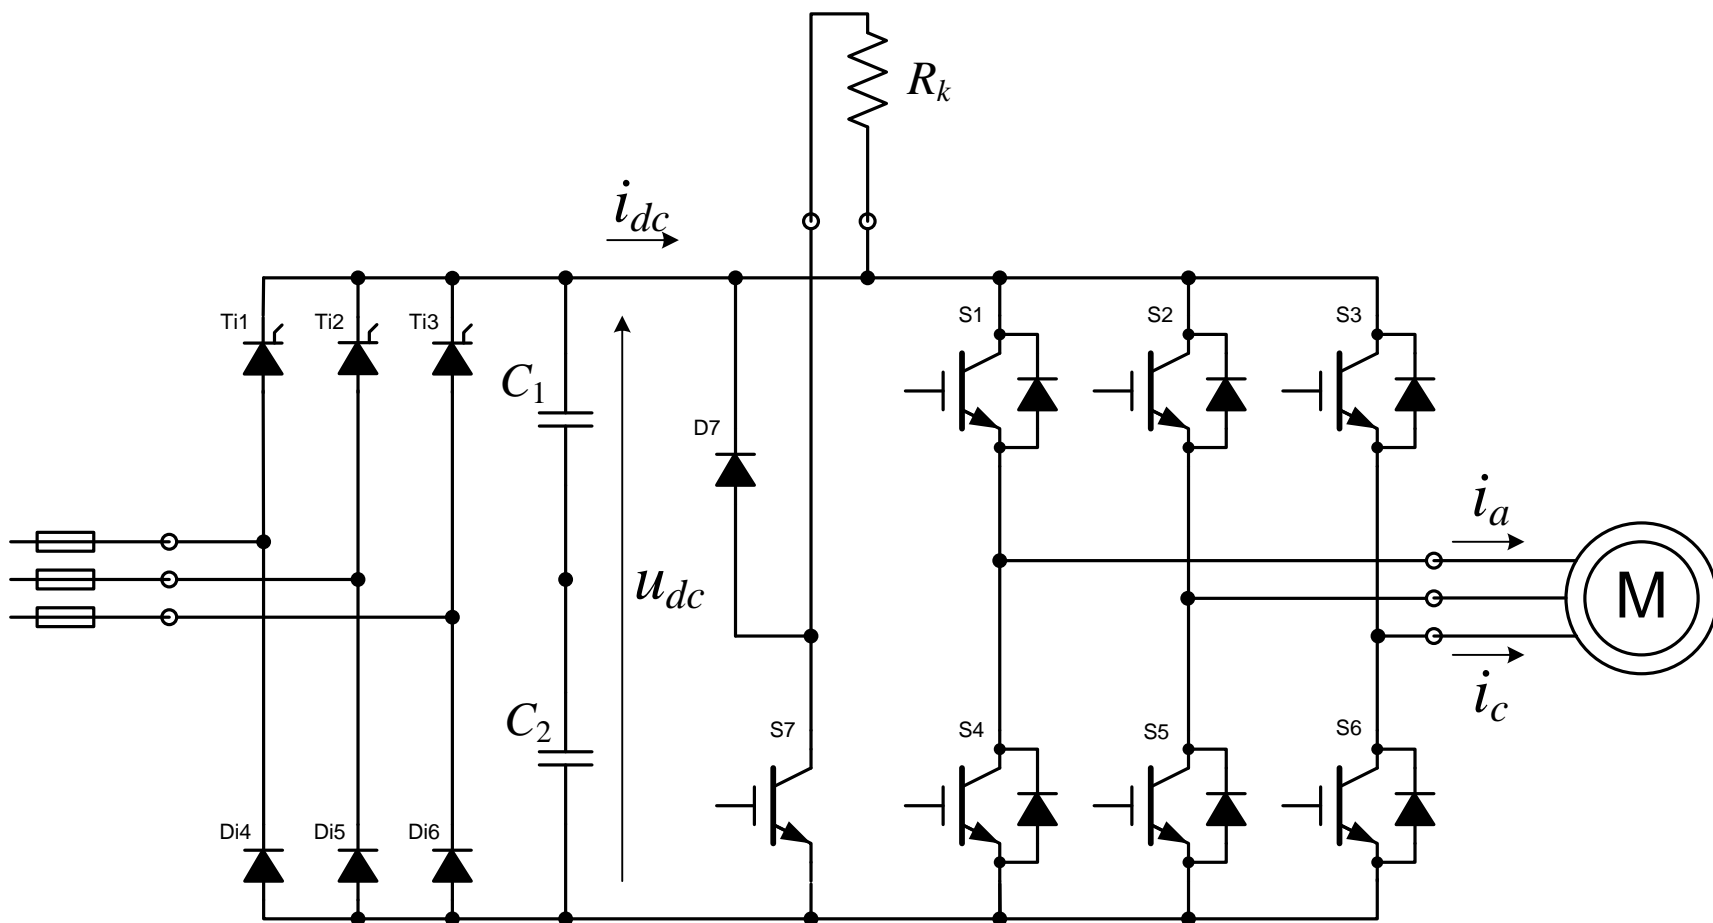 R_k
i_dc
Ti1 Ti2 Ti3 S1 S2 S3
C_1
D7
i_a
u_dc
M
i_c
C_2 S7 S4 S5 S6
Di4 Di5 Di6